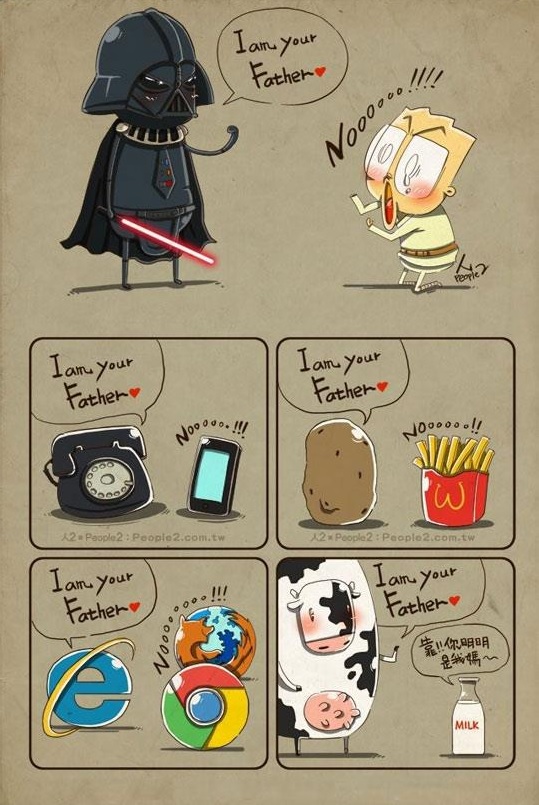 I am your
Father♥
Noooooo!!!!
人2
People2
I am your
Father♥
Nooooo..!!!
人2*People2:People2.com.tw
I am your
Father♥
NOoooo!!
人2*People2:People2.com.tw
I am your
Father♥
Noooooooo!!!
I am your
Father♥
靠!!你明明
是我媽~
MILK